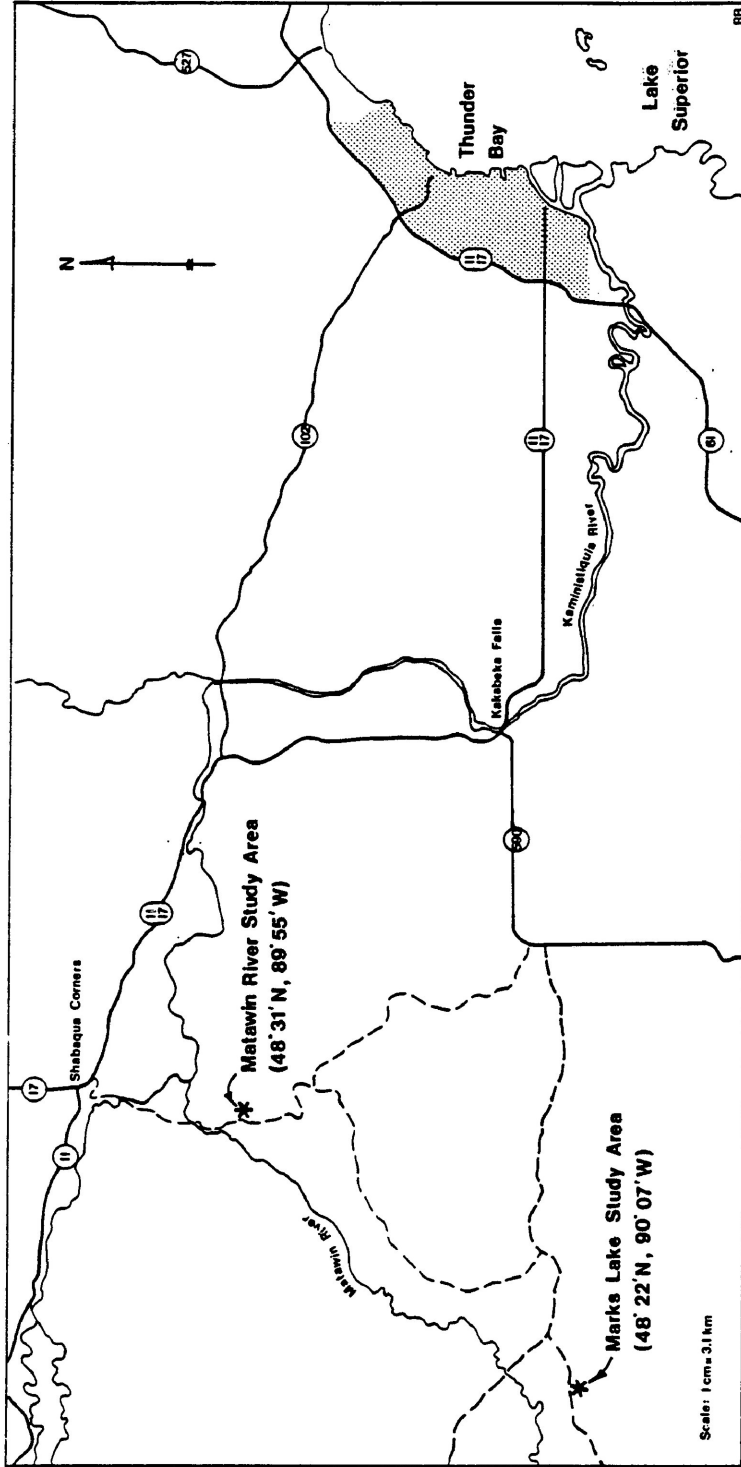 17
Shabaqua Corners
11
11
17
527
N
102
Matawin River Study Area
(48°31'N, 89°55'W)
Matawin River
Thunder
Bay
Lake
Superior
11
17
11
17
Kakabeka Falls
Kaministiquia River
590
61
Marks Lake Study Area
(48°22'N, 90°07'W)
Scale: 1cm = 3.1 km